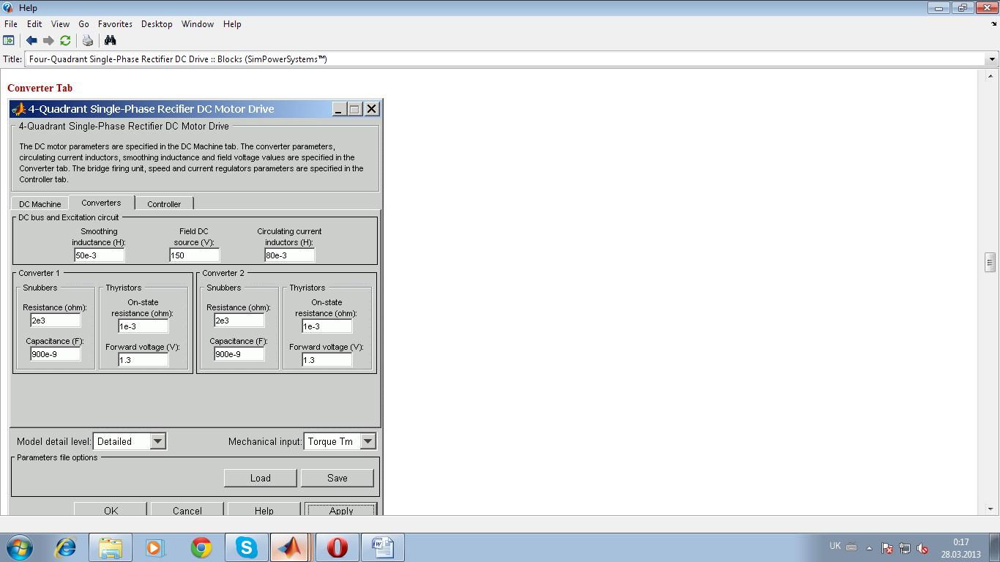 Help
File Edit View Go Favorites Desktop Window Help
Title: Four-Quadrant Single-Phase Rectifier DC Drive :: Blocks (SimPowerSystems™)
Converter Tab
4-Quadrant Single-Phase Recifier DC Motor Drive
4-Quadrant Single-Phase Rectifier DC Motor Drive
The DC motor parameters are specified in the DC Machine tab. The converter parameters,
circulating current inductors, smoothing inductance and field voltage values are specified in the
Converter tab. The bridge firing unit, speed and current regulators parameters are specified in the
Controller tab.
DC Machine Converters Controller
DC bus and Excitation circuit
Smoothing
inductance (H):
50e-3
Field DC
source (V):
150
Circulating current
inductors (H):
80e-3
Converter 1
Snubbers
Resistance (ohm):
2e3
Capacitance (F):
900e-9
Thyristors
On-state
resistance (ohm):
1e-3
Forward voltage (V):
1.3
Converter 2
Snubbers
Resistance (ohm):
2e3
Capacitance (F):
900e-9
Thyristors
On-state
resistance (ohm):
1e-3
Forward voltage (V):
1.3
Model detail level: Detailed Mechanical input: Torque Tm
Parameters file options
Load Save
OK Cancel Help Apply
UK 0:17
28.03.2013